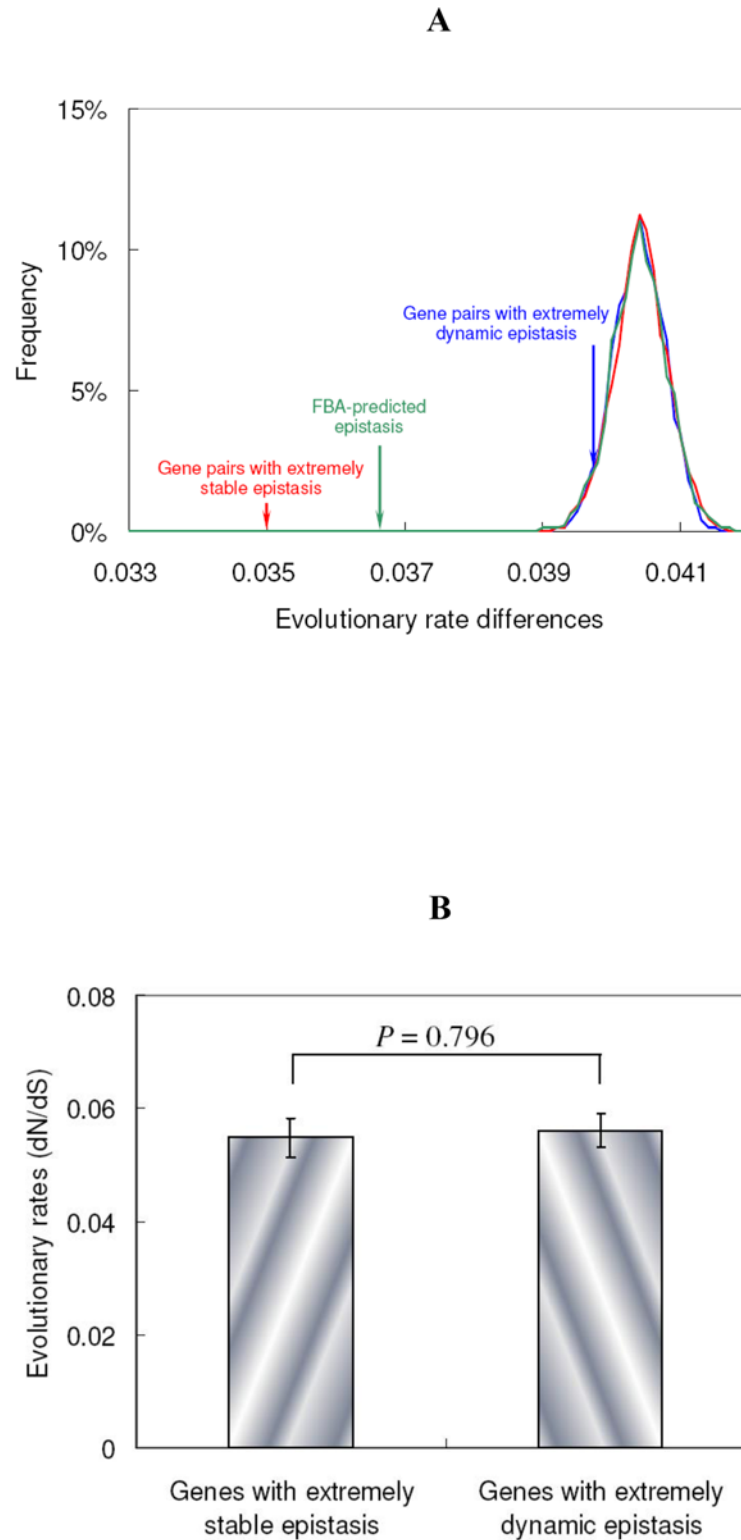 A
15%
10%
5%
0%
Frequency
Gene pairs with extremely
dynamic epistasis
FBA-predicted
epistasis
Gene pairs with extremely
stable epistasis
0.033 0.035 0.037 0.039 0.041
Evolutionary rate differences
B
0.08
0.06
0.04
0.02
0
Evolutionary rates (dN/dS)
P = 0.796
Genes with extremely
stable epistasis
Genes with extremely
dynamic epistasis